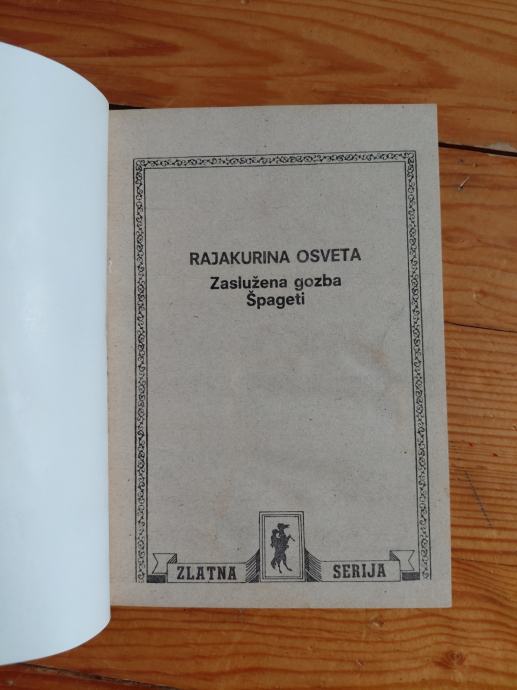 RAJAKURINA OSVETA
Zaslužena gozba
Špageti
ZLATNA SERIJA